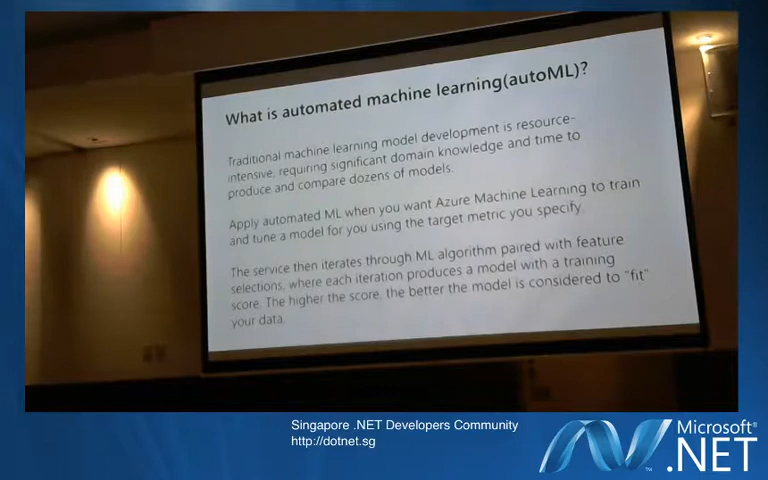 What is automated machine learning(autoML)?
Traditional machine learning model development is resource-
intensive, requiring significant domain knowledge and time to
produce and compare dozens of models.
Apply automated ML when you want Azure Machine Learning to train
and tune a model for you using the target metric you specify.
The service then iterates through ML algorithm paired with feature
selections, where each iteration produces a model with a training
score. The higher the score, the better the model is considered to "fit"
your data.
Singapore .NET Developers Community
http://dotnet.sg
Microsoft®
.NET
™